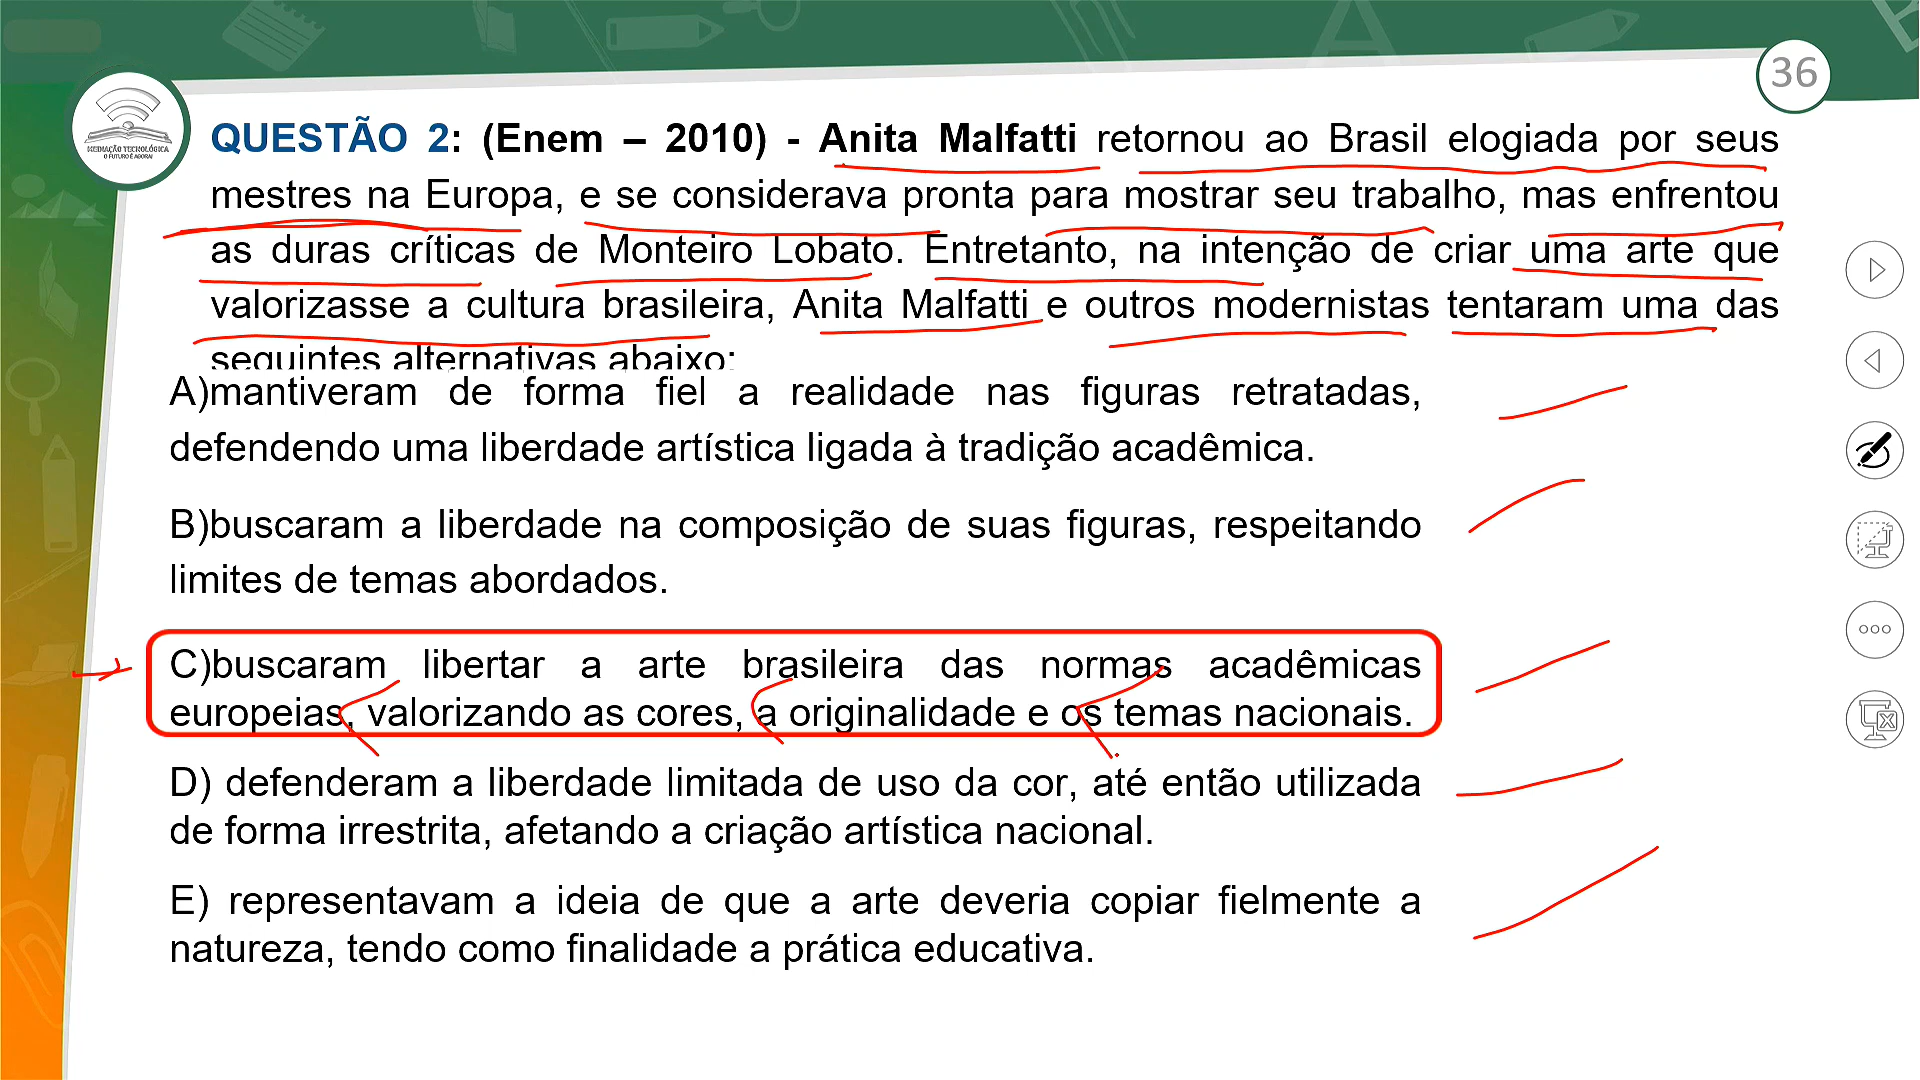 36
MEDIAÇÃO TECNOLÓGICA
O FUTURO É AGORA!
QUESTÃO 2: (Enem – 2010) - Anita Malfatti retornou ao Brasil elogiada por seus
mestres na Europa, e se considerava pronta para mostrar seu trabalho, mas enfrentou
as duras críticas de Monteiro Lobato. Entretanto, na intenção de criar uma arte que
valorizasse a cultura brasileira, Anita Malfatti e outros modernistas tentaram uma das
seguintes alternativas abaixo:
A)mantiveram de forma fiel a realidade nas figuras retratadas,
defendendo uma liberdade artística ligada à tradição acadêmica.
B)buscaram a liberdade na composição de suas figuras, respeitando
limites de temas abordados.
C)buscaram libertar a arte brasileira das normas acadêmicas
europeias, valorizando as cores, a originalidade e os temas nacionais.
D) defenderam a liberdade limitada de uso da cor, até então utilizada
de forma irrestrita, afetando a criação artística nacional.
E) representavam a ideia de que a arte deveria copiar fielmente a
natureza, tendo como finalidade a prática educativa.